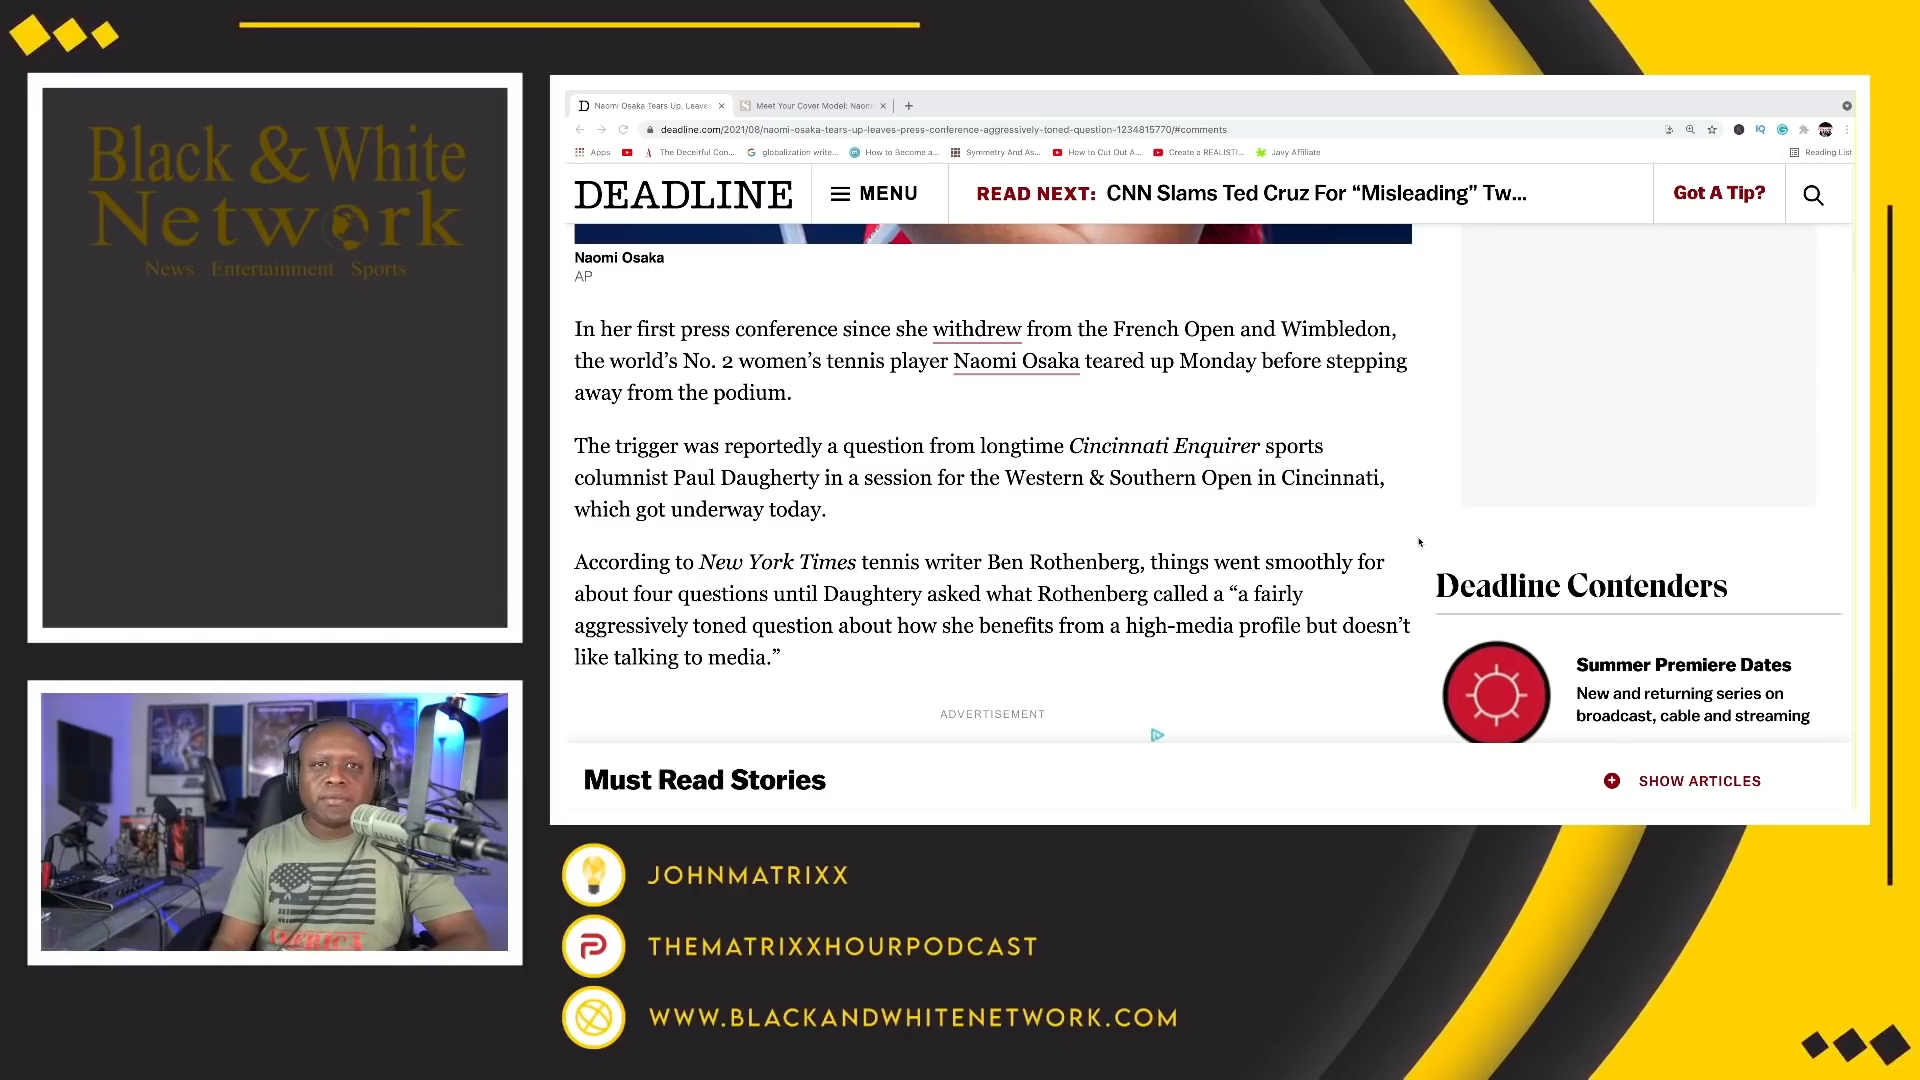 Black & White
Network
News Entertainment Sports
Naomi Osaka Tears Up, Leaves
Meet Your Cover Model: Naom
deadline.com/2021/08/naomi-osaka-tears-up-leaves-press-conference-aggressively-toned-question-1234815770/#comments
Apps
The Deceitful Con...
globalization write...
How to Become a...
Symmetry And As...
How to Cut Out A...
Create a REALISTI...
Javy Affiliate
Reading List
DEADLINE
MENU
READ NEXT: CNN Slams Ted Cruz For “Misleading” Tw...
Got A Tip?
Naomi Osaka
AP
In her first press conference since she withdrew from the French Open and Wimbledon,
the world’s No. 2 women’s tennis player Naomi Osaka teared up Monday before stepping
away from the podium.
The trigger was reportedly a question from longtime Cincinnati Enquirer sports
columnist Paul Daugherty in a session for the Western & Southern Open in Cincinnati,
which got underway today.
According to New York Times tennis writer Ben Rothenberg, things went smoothly for
about four questions until Daughtery asked what Rothenberg called a “a fairly
aggressively toned question about how she benefits from a high-media profile but doesn’t
like talking to media.”
ADVERTISEMENT
Deadline Contenders
Summer Premiere Dates
New and returning series on
broadcast, cable and streaming
Must Read Stories
SHOW ARTICLES
AMERICA
JOHNMATRIXX
THEMATRIXXHOURPODCAST
WWW.BLACKANDWHITENETWORK.COM